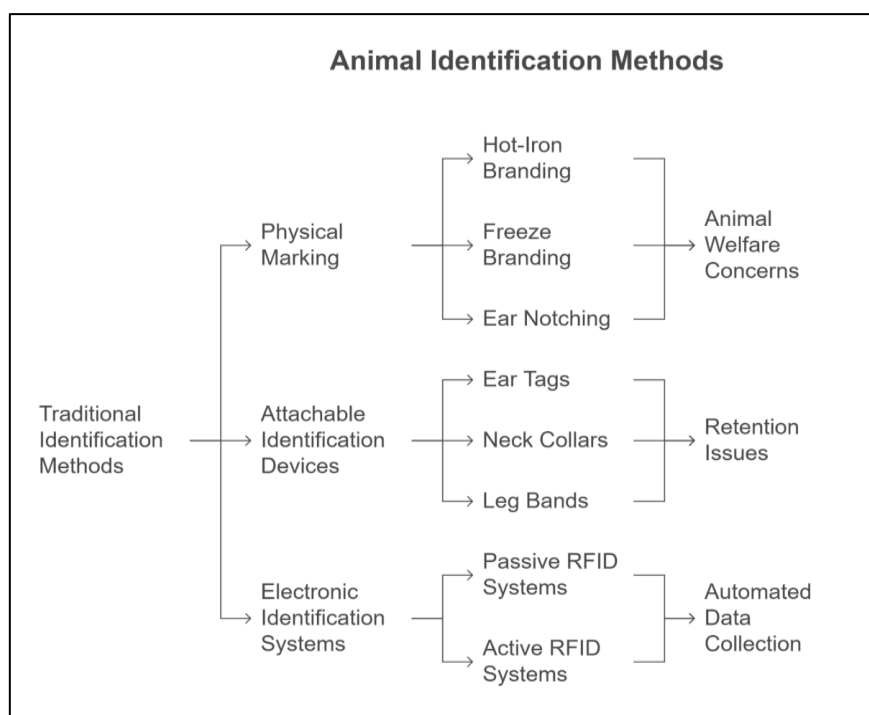 Animal Identification Methods
Traditional
Identification
Methods
Physical
Marking
Hot-Iron
Branding
Freeze
Branding
Ear Notching
Animal
Welfare
Concerns
Attachable
Identification
Devices
Ear Tags
Neck Collars
Leg Bands
Retention
Issues
Electronic
Identification
Systems
Passive RFID
Systems
Active RFID
Systems
Automated
Data
Collection